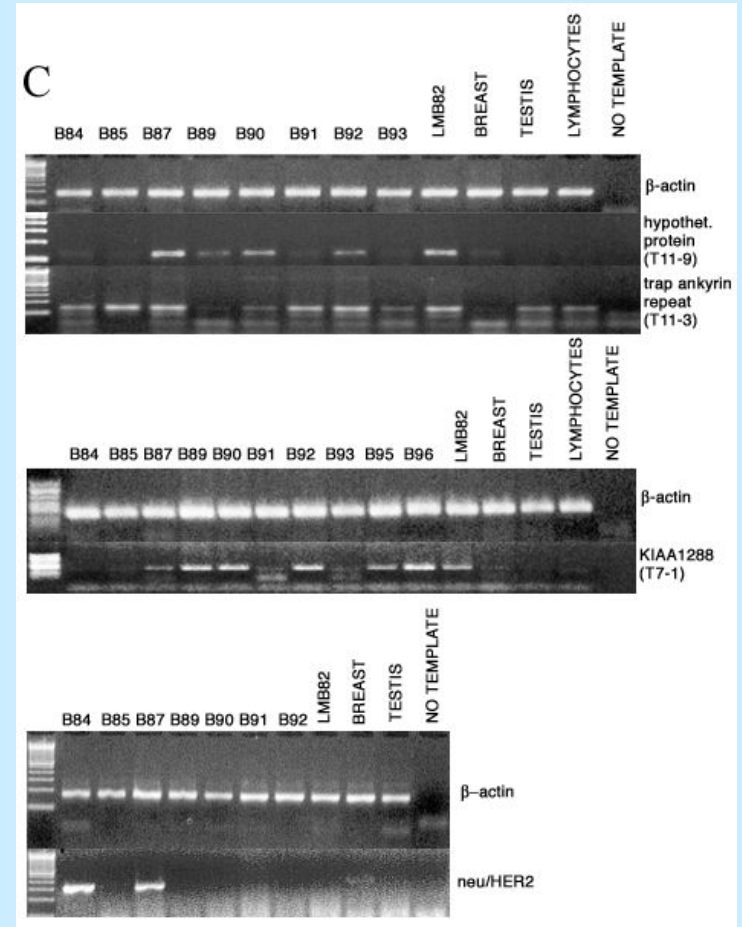 C
B84 B85 B87 B89 B90 B91 B92 B93 LMB82 BREAST TESTIS LYMPHOCYTES NO TEMPLATE
β-actin
hypothet.
protein
(T11-9)
trap ankyrin
repeat
(T11-3)
B84 B85 B87 B89 B90 B91 B92 B93 B95 B96 LMB82 BREAST TESTIS LYMPHOCYTES NO TEMPLATE
β-actin
KIAA1288
(T7-1)
B84 B85 B87 B89 B90 B91 B92 LMB82 BREAST TESTIS NO TEMPLATE
β–actin
neu/HER2